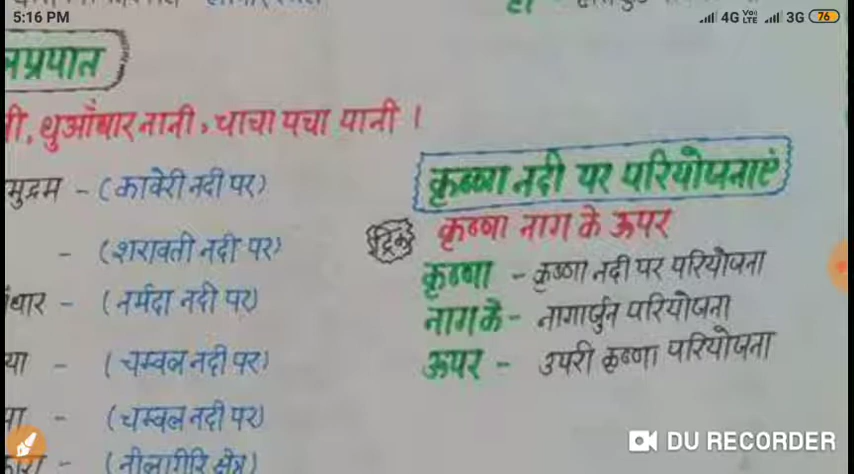 5:16 PM
4G VoLTE 3G 76
प्रपात
धुआँधार नानी, चाचा पचा पानी ।
मुद्रम - (कावेरी नदी पर)
- (शरावती नदी पर)
धार - (नर्मदा नदी पर)
या - (चम्बल नदी पर)
पा - (चम्बल नदी पर)
कारा - (नीलगिरि क्षेत्र)
कृष्णा नदी पर परियोजनाएं
ट्रिक कृष्णा नाग के ऊपर
कृष्णा - कृष्णा नदी पर परियोजना
नाग के - नागार्जुन परियोजना
ऊपर - उपरी कृष्णा परियोजना
DU RECORDER